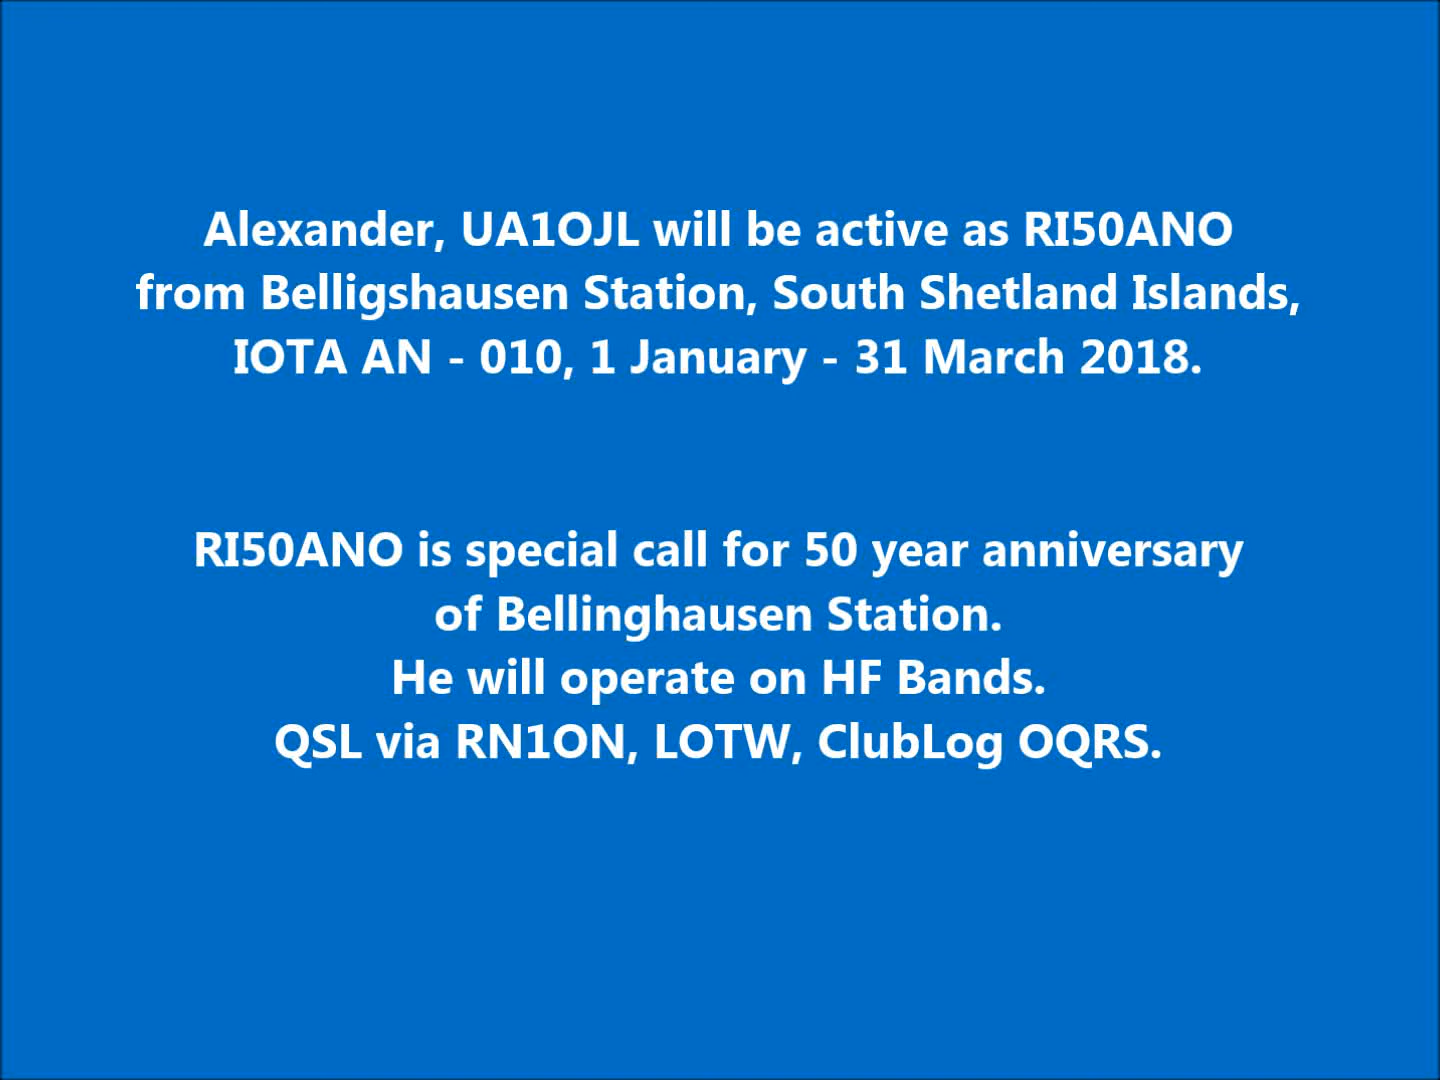 Alexander, UA1OJL will be active as RI50ANO
from Belligshausen Station, South Shetland Islands,
IOTA AN - 010, 1 January - 31 March 2018.
RI50ANO is special call for 50 year anniversary
of Bellinghausen Station.
He will operate on HF Bands.
QSL via RN1ON, LOTW, ClubLog OQRS.